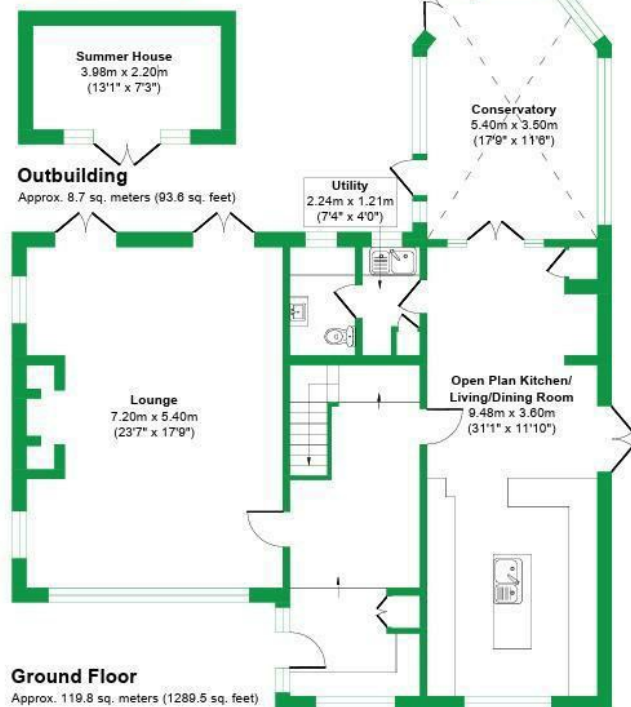 Summer House
3.98m x 2.20m
(13'1" x 7'3")
Outbuilding
Approx. 8.7 sq. meters (93.6 sq. feet)
Conservatory
5.40m x 3.50m
(17'9" x 11'6")
Utility
2.24m x 1.21m
(7'4" x 4'0")
Lounge
7.20m x 5.40m
(23'7" x 17'9")
Open Plan Kitchen/
Living/Dining Room
9.48m x 3.60m
(31'1" x 11'10")
Ground Floor
Approx. 119.8 sq. meters (1289.5 sq. feet)